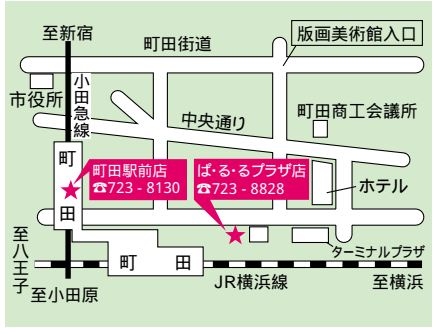 至新宿
町田街道
版画美術館入口
市役所
小田急線
中央通り
町田商工会議所
町田
町田駅前店
☎723-8130
ぱ・る・るプラザ店
☎723-8828
ホテル
至八王子
町田
ターミナルプラザ
至小田原
JR横浜線
至横浜